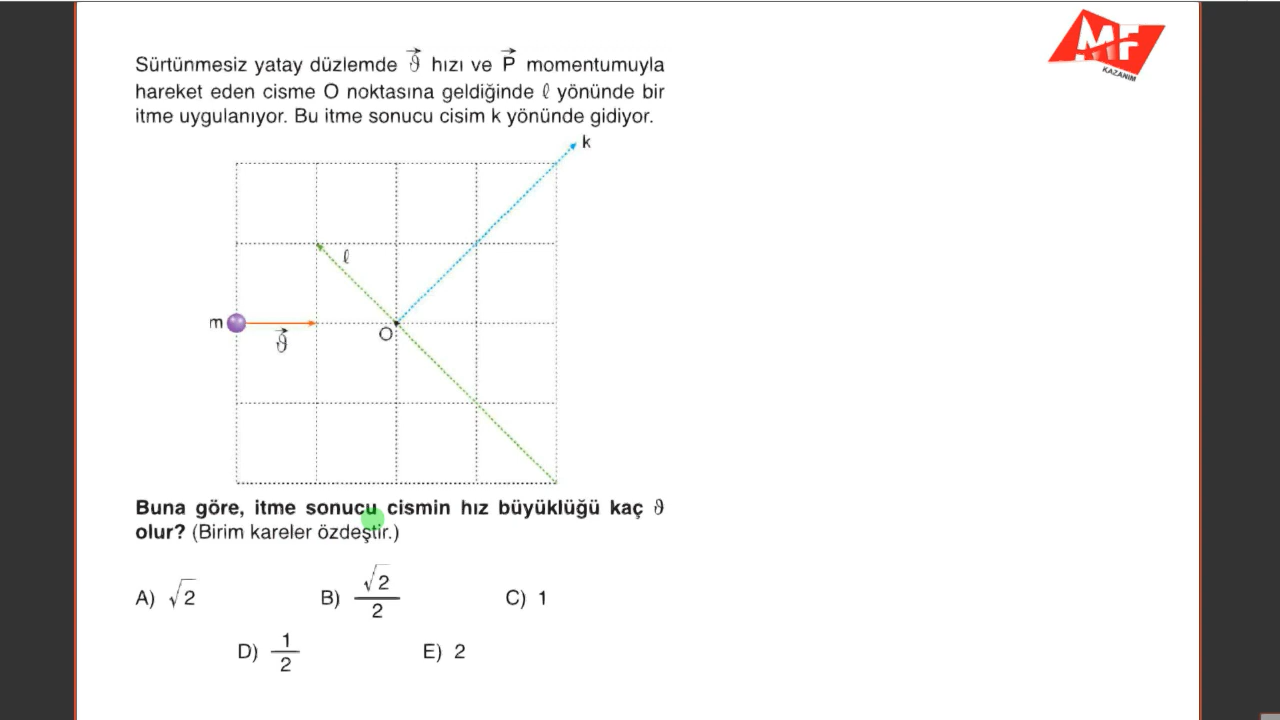 MF
KAZANIM
Sürtünmesiz yatay düzlemde ϑ⃗ hızı ve P⃗ momentumuyla
hareket eden cisme O noktasına geldiğinde ℓ yönünde bir
itme uygulanıyor. Bu itme sonucu cisim k yönünde gidiyor.
k
ℓ
m
ϑ⃗
O
Buna göre, itme sonucu cismin hız büyüklüğü kaç ϑ
olur? (Birim kareler özdeştir.)
A) √2 B) √2/2 C) 1
D) 1/2 E) 2